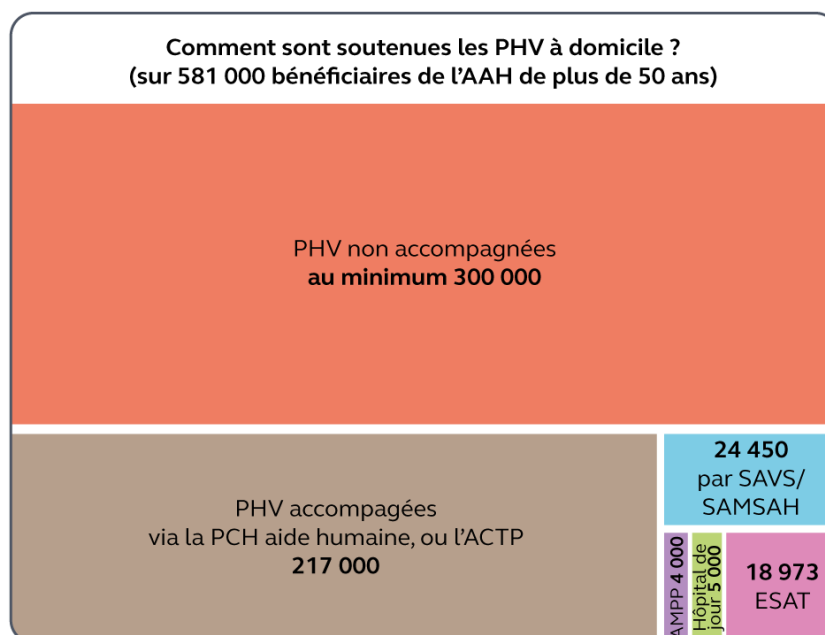 Comment sont soutenues les PHV à domicile ?
(sur 581 000 bénéficiaires de l’AAH de plus de 50 ans)
PHV non accompagnées
au minimum 300 000
PHV accompagées
via la PCH aide humaine, ou l’ACTP
217 000
24 450
par SAVS/
SAMSAH
AMPP 4 000
Hôpital de
jour 5 000
18 973
ESAT